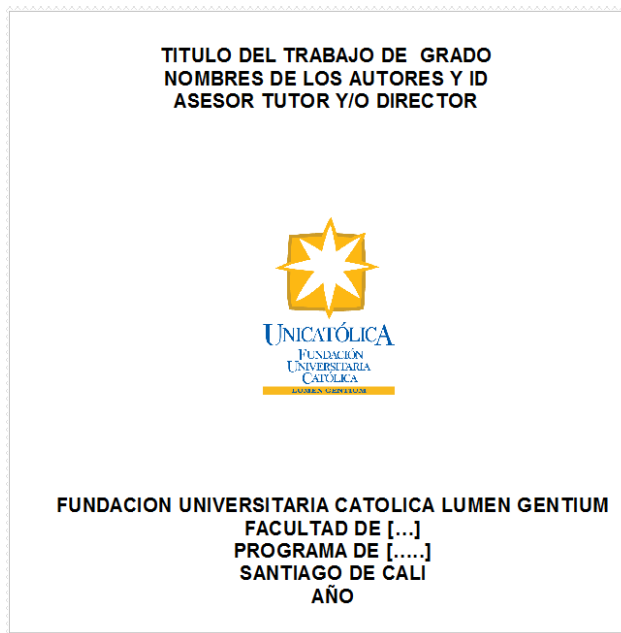 TITULO DEL TRABAJO DE GRADO
NOMBRES DE LOS AUTORES Y ID
ASESOR TUTOR Y/O DIRECTOR
UNICATÓLICA
FUNDACIÓN
UNIVERSITARIA
CATÓLICA
LUMEN GENTIUM
FUNDACION UNIVERSITARIA CATOLICA LUMEN GENTIUM
FACULTAD DE [...]
PROGRAMA DE [.....]
SANTIAGO DE CALI
AÑO